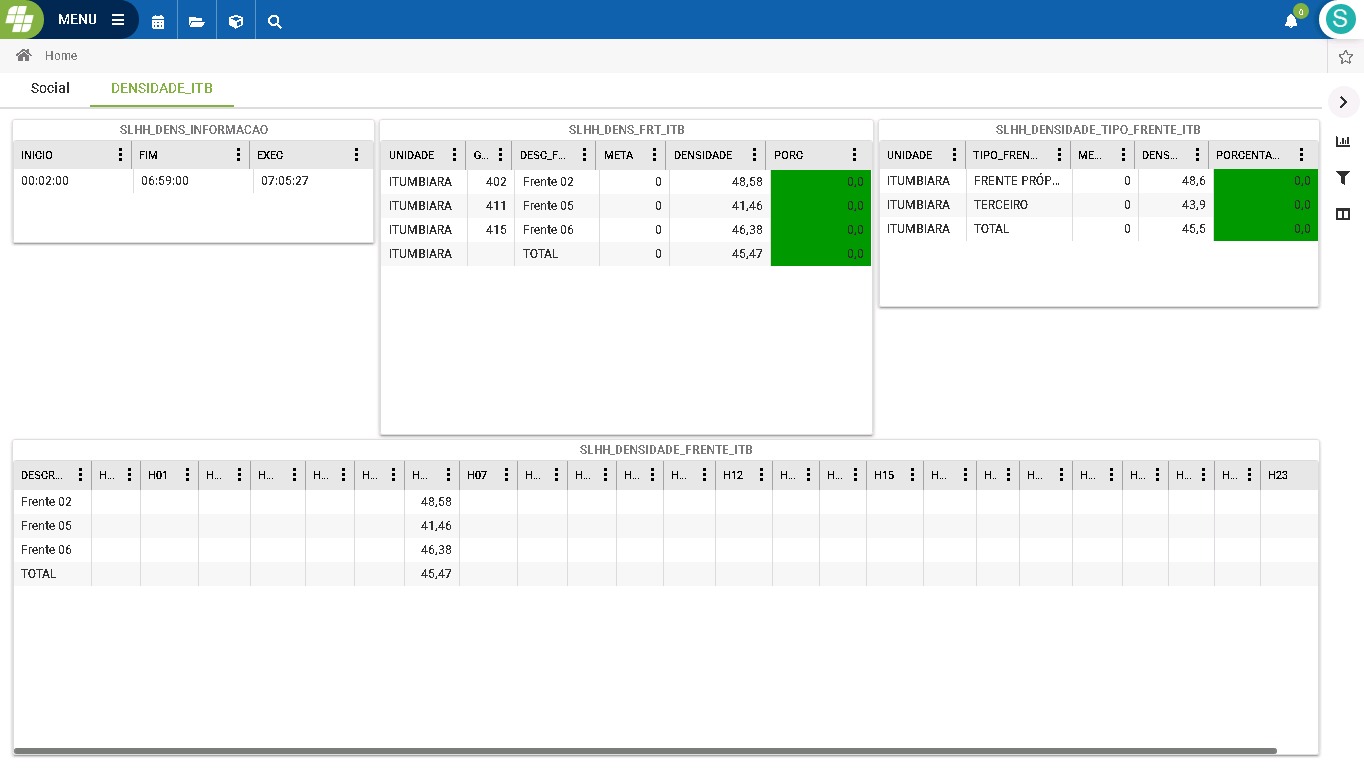 MENU
0
S
Home
Social DENSIDADE_ITB
SLHH_DENS_INFORMACAO
INICIO FIM EXEC
00:02:00 06:59:00 07:05:27
SLHH_DENS_FRT_ITB
UNIDADE G... DESC_F... META DENSIDADE PORC
ITUMBIARA 402 Frente 02 0 48,58 0,0
ITUMBIARA 411 Frente 05 0 41,46 0,0
ITUMBIARA 415 Frente 06 0 46,38 0,0
ITUMBIARA TOTAL 0 45,47 0,0
SLHH_DENSIDADE_TIPO_FRENTE_ITB
UNIDADE TIPO_FREN... ME... DENS... PORCENTA...
ITUMBIARA FRENTE PRÓP... 0 48,6 0,0
ITUMBIARA TERCEIRO 0 43,9 0,0
ITUMBIARA TOTAL 0 45,5 0,0
SLHH_DENSIDADE_FRENTE_ITB
DESCR... H... H01 H... H... H... H... H... H07 H... H... H... H... H12 H... H... H15 H... H.. H... H... H... H... H... H23
Frente 02 48,58
Frente 05 41,46
Frente 06 46,38
TOTAL 45,47